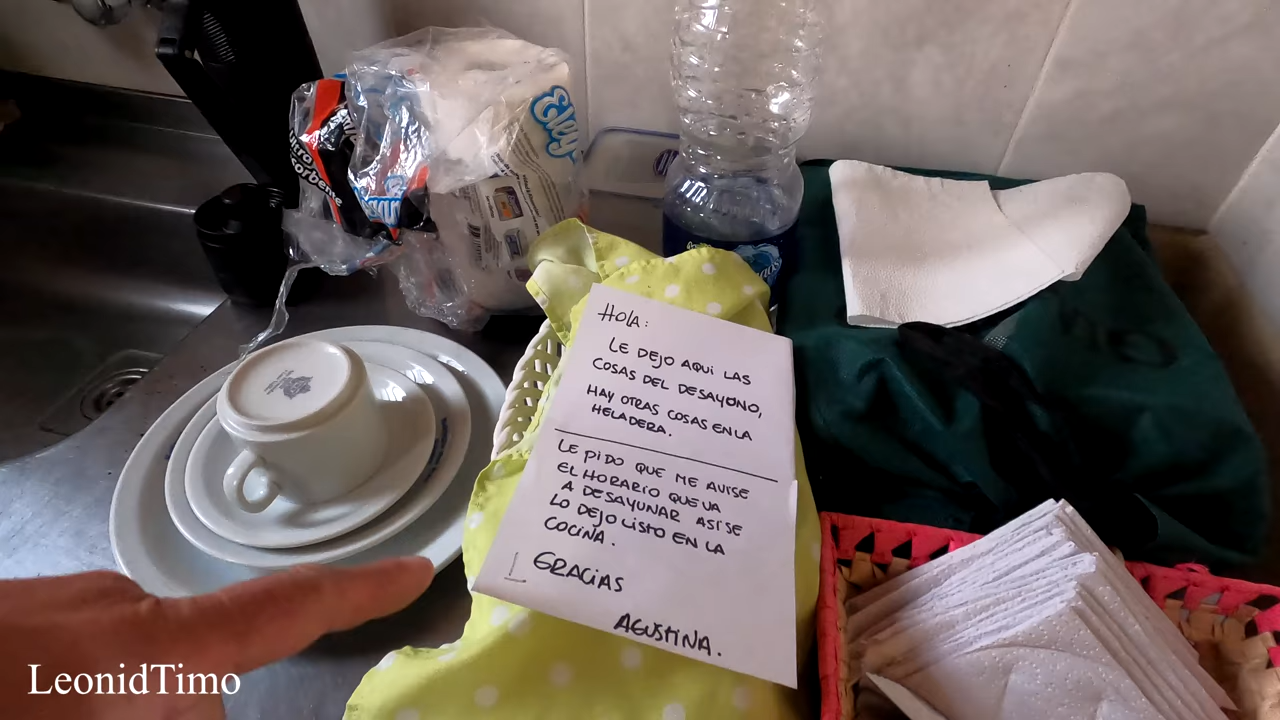 Elly
HOLA:
LE DEJO AQUI LAS
COSAS DEL DESAYUNO,
HAY OTRAS COSAS EN LA
HELADERA.
LE PIDO QUE ME AVISE
EL HORARIO QUE VA
A DESAYUNAR ASI SE
LO DEJO LISTO EN LA
COCINA.
GRACIAS
AGUSTINA.
LeonidTimo